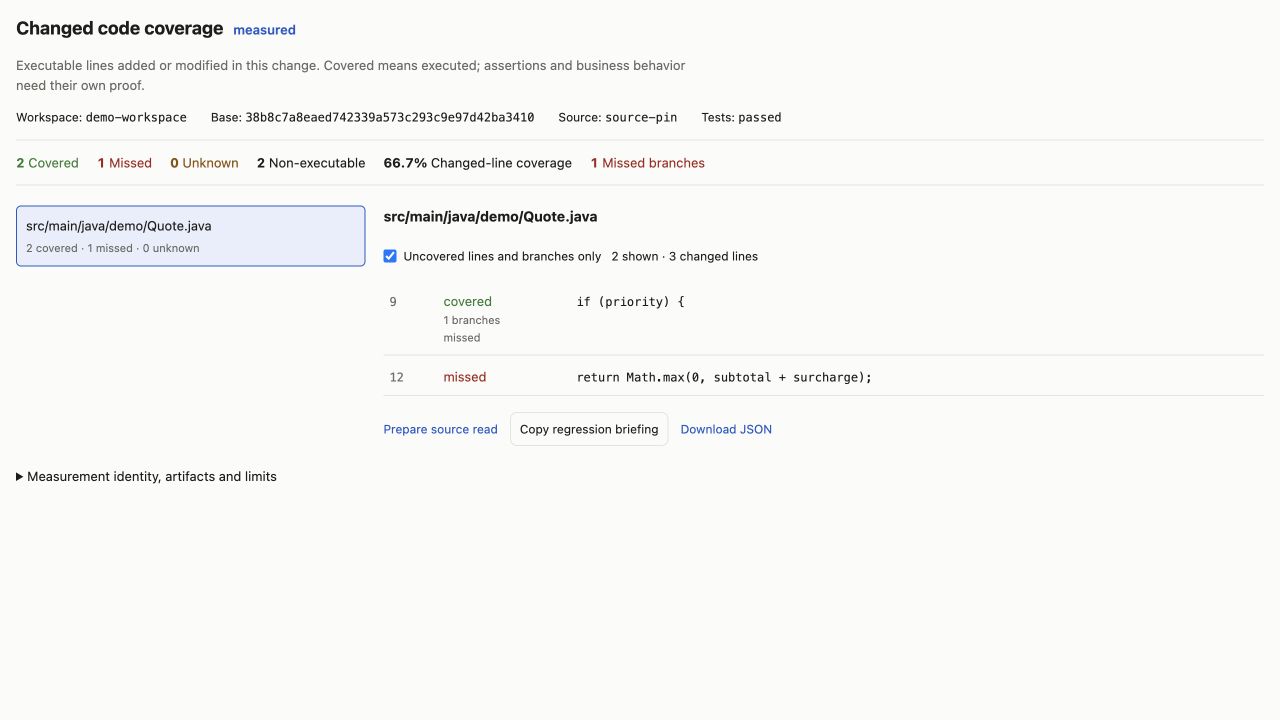 Changed code coverage measured
Executable lines added or modified in this change. Covered means executed; assertions and business behavior
need their own proof.
Workspace: demo-workspace Base: 38b8c7a8eaed742339a573c293c9e97d42ba3410 Source: source-pin Tests: passed
2 Covered 1 Missed 0 Unknown 2 Non-executable 66.7% Changed-line coverage 1 Missed branches
src/main/java/demo/Quote.java
2 covered · 1 missed · 0 unknown
src/main/java/demo/Quote.java
Uncovered lines and branches only 2 shown · 3 changed lines
9 covered if (priority) {
1 branches
missed
12 missed return Math.max(0, subtotal + surcharge);
Prepare source read Copy regression briefing Download JSON
Measurement identity, artifacts and limits